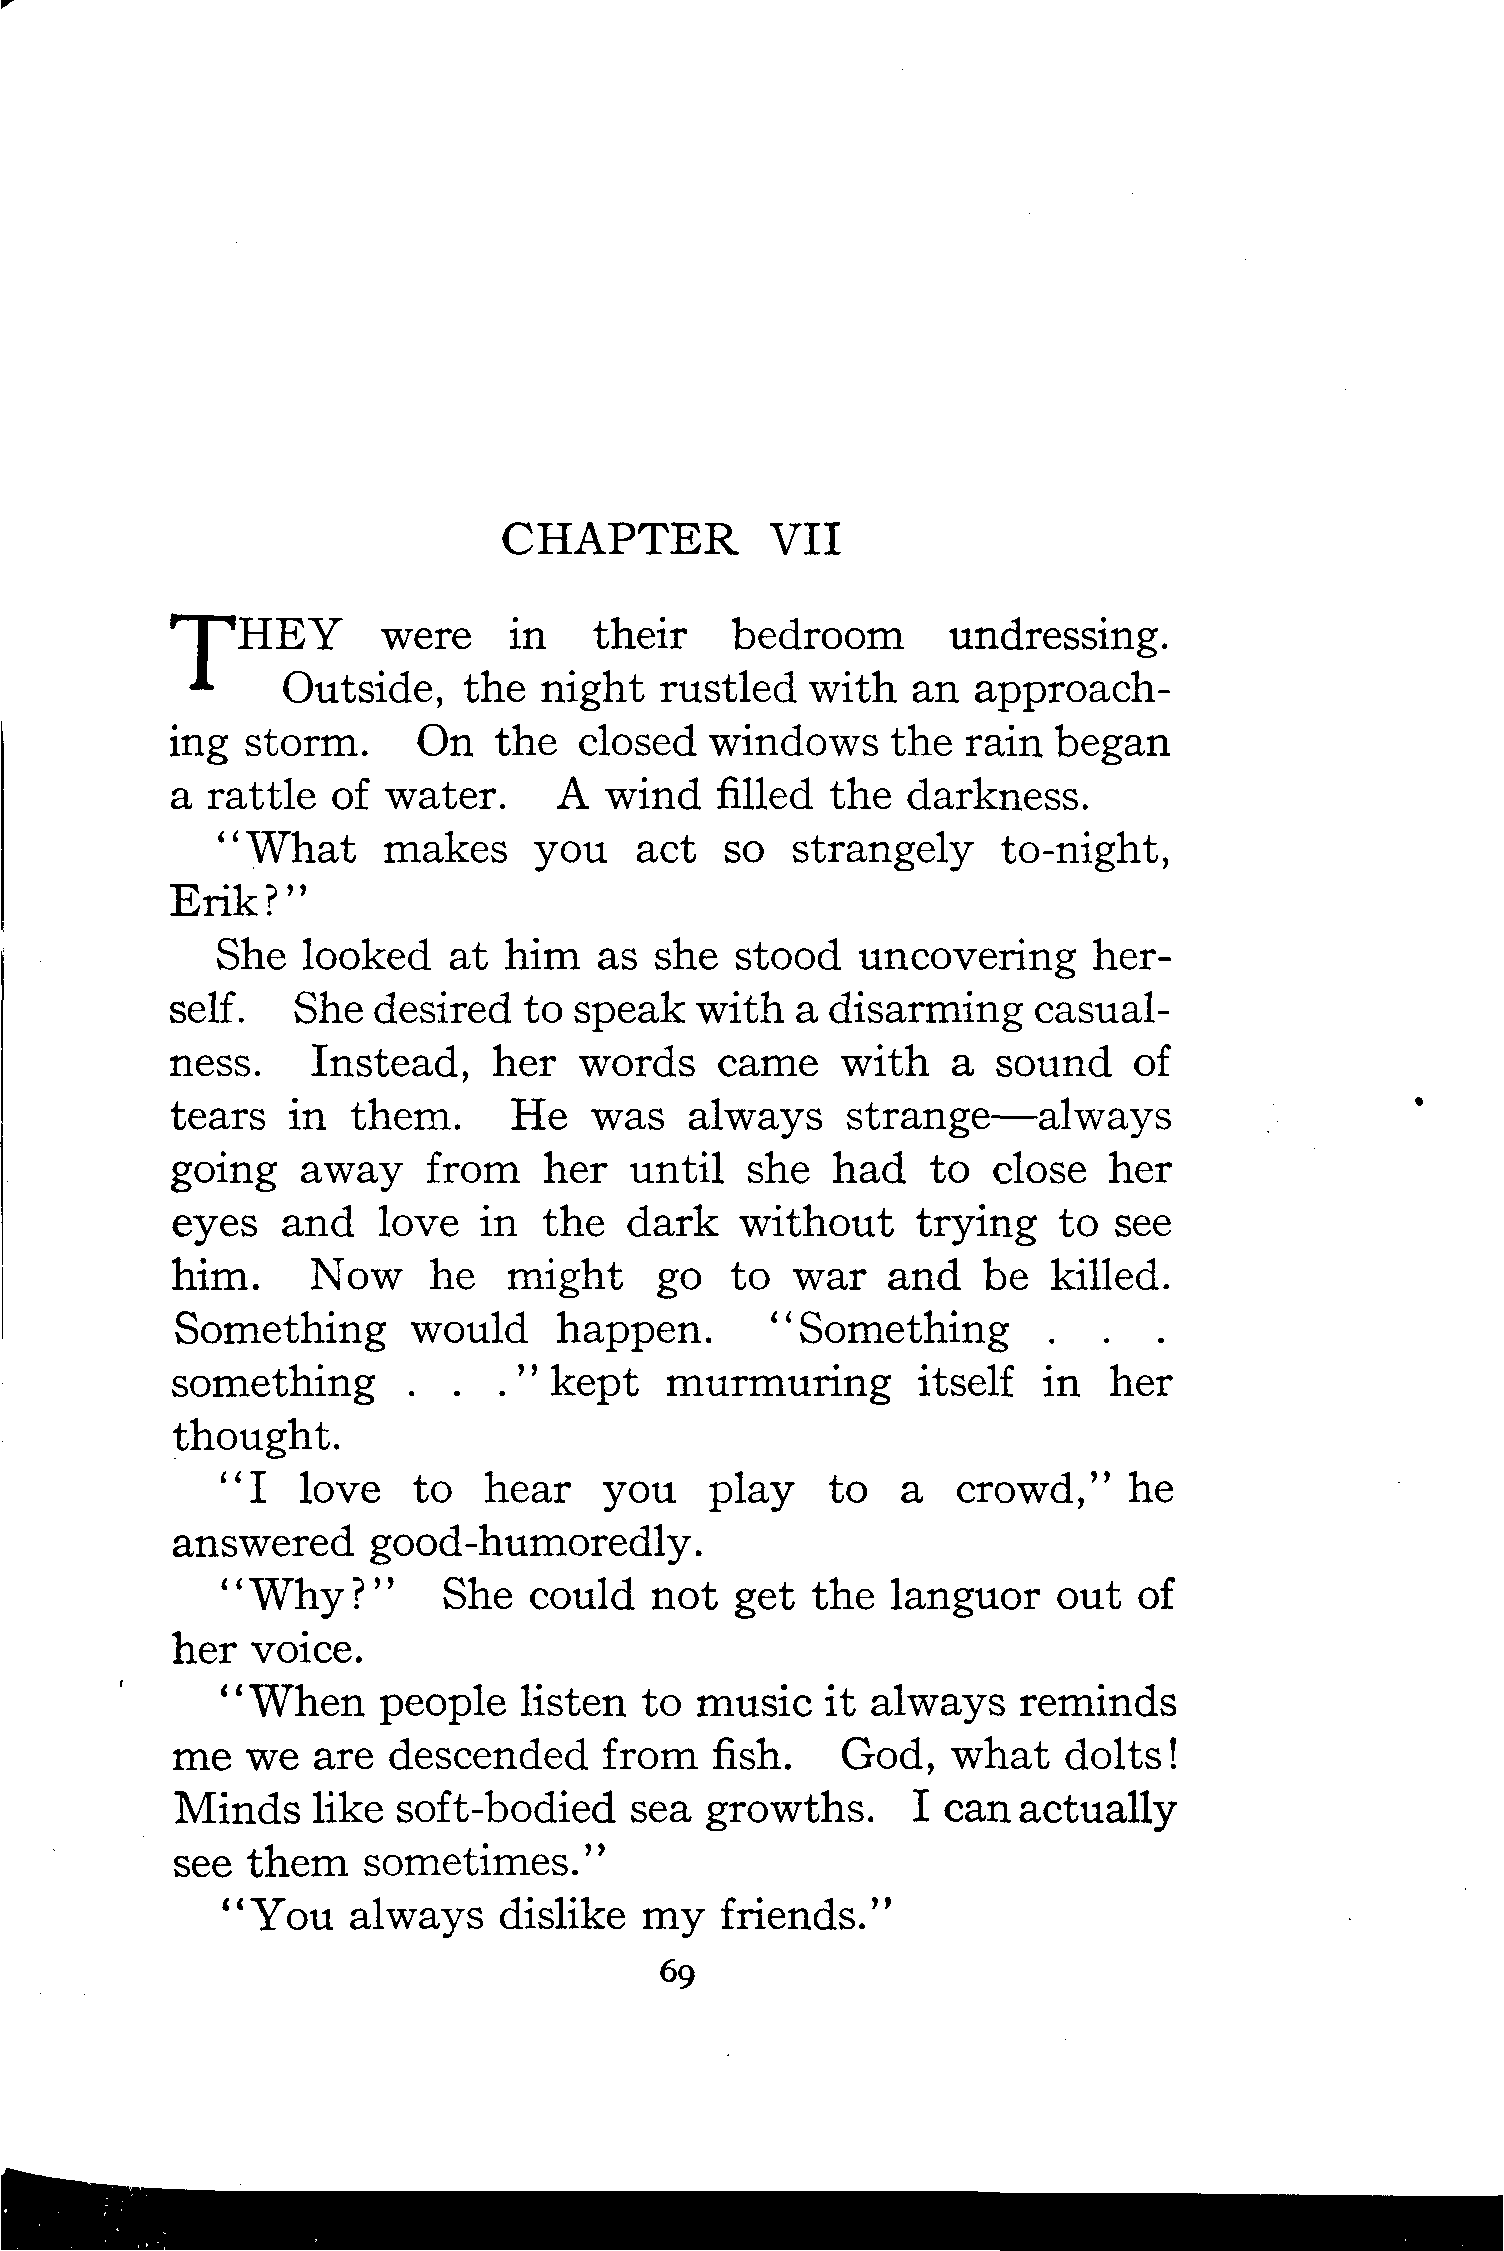 CHAPTER VII
THEY were in their bedroom undressing.
Outside, the night rustled with an approach-
ing storm. On the closed windows the rain began
a rattle of water. A wind filled the darkness.
"What makes you act so strangely to-night,
Erik?"
She looked at him as she stood uncovering her-
self. She desired to speak with a disarming casual-
ness. Instead, her words came with a sound of
tears in them. He was always strange—always
going away from her until she had to close her
eyes and love in the dark without trying to see
him. Now he might go to war and be killed.
Something would happen. "Something . . .
something . . ." kept murmuring itself in her
thought.
"I love to hear you play to a crowd," he
answered good-humoredly.
"Why?" She could not get the languor out of
her voice.
"When people listen to music it always reminds
me we are descended from fish. God, what dolts!
Minds like soft-bodied sea growths. I can actually
see them sometimes."
"You always dislike my friends."
69